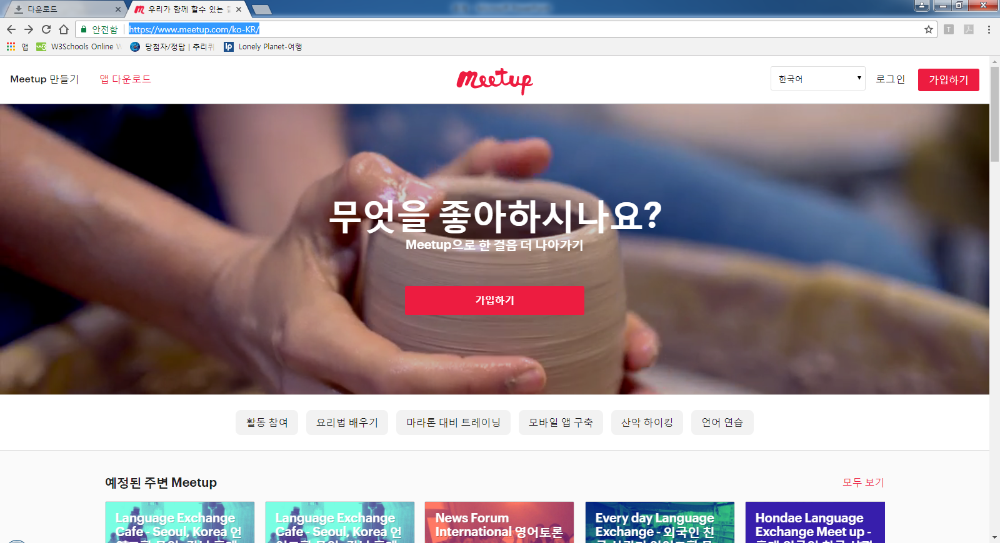 다운로드
우리가 함께 할수 있는
안전함
https://www.meetup.com/ko-KR/
앱
W3Schools Online
당첨자/정답 | 추리퀴
Lonely Planet-여행
Meetup 만들기
앱 다운로드
meetup
한국어
로그인
가입하기
무엇을 좋아하시나요?
Meetup으로 한 걸음 더 나아가기
가입하기
활동 참여
요리법 배우기
마라톤 대비 트레이닝
모바일 앱 구축
산악 하이킹
언어 연습
예정된 주변 Meetup
모두 보기
Language Exchange
Cafe - Seoul, Korea 언
Language Exchange
Cafe - Seoul, Korea 언
News Forum
International 영어토론
Every day Language
Exchange - 외국인 친
Hondae Language
Exchange Meet up -